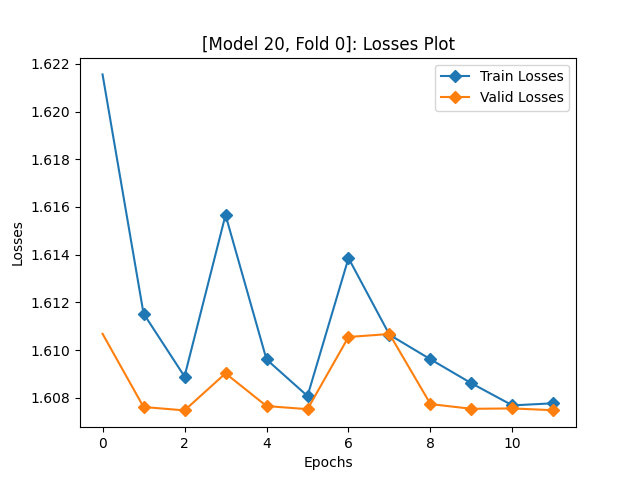 [Model 20, Fold 0]: Losses Plot
1.622
1.620
1.618
1.616
1.614
1.612
1.610
1.608
Losses
Train Losses
Valid Losses
0 2 4 6 8 10
Epochs